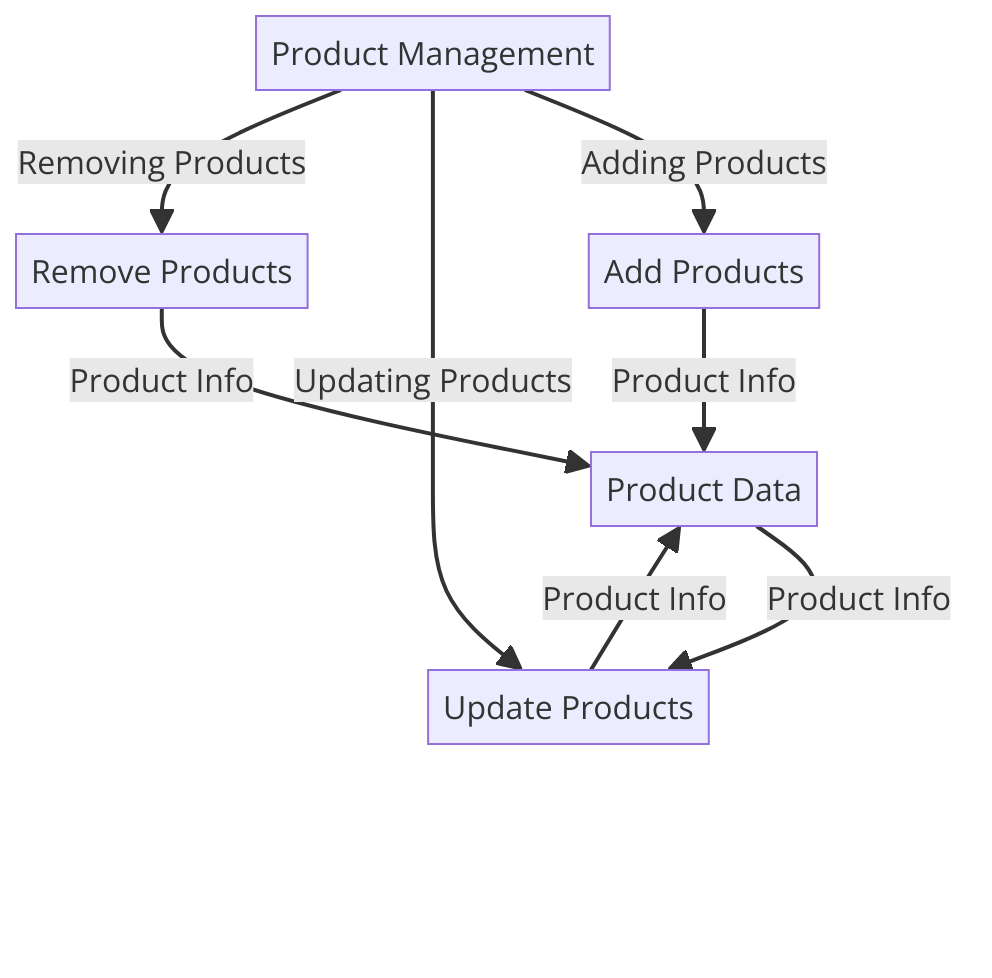 Product Management
Removing Products
Adding Products
Remove Products
Add Products
Product Info
Updating Products
Product Info
Product Data
Product Info
Product Info
Update Products